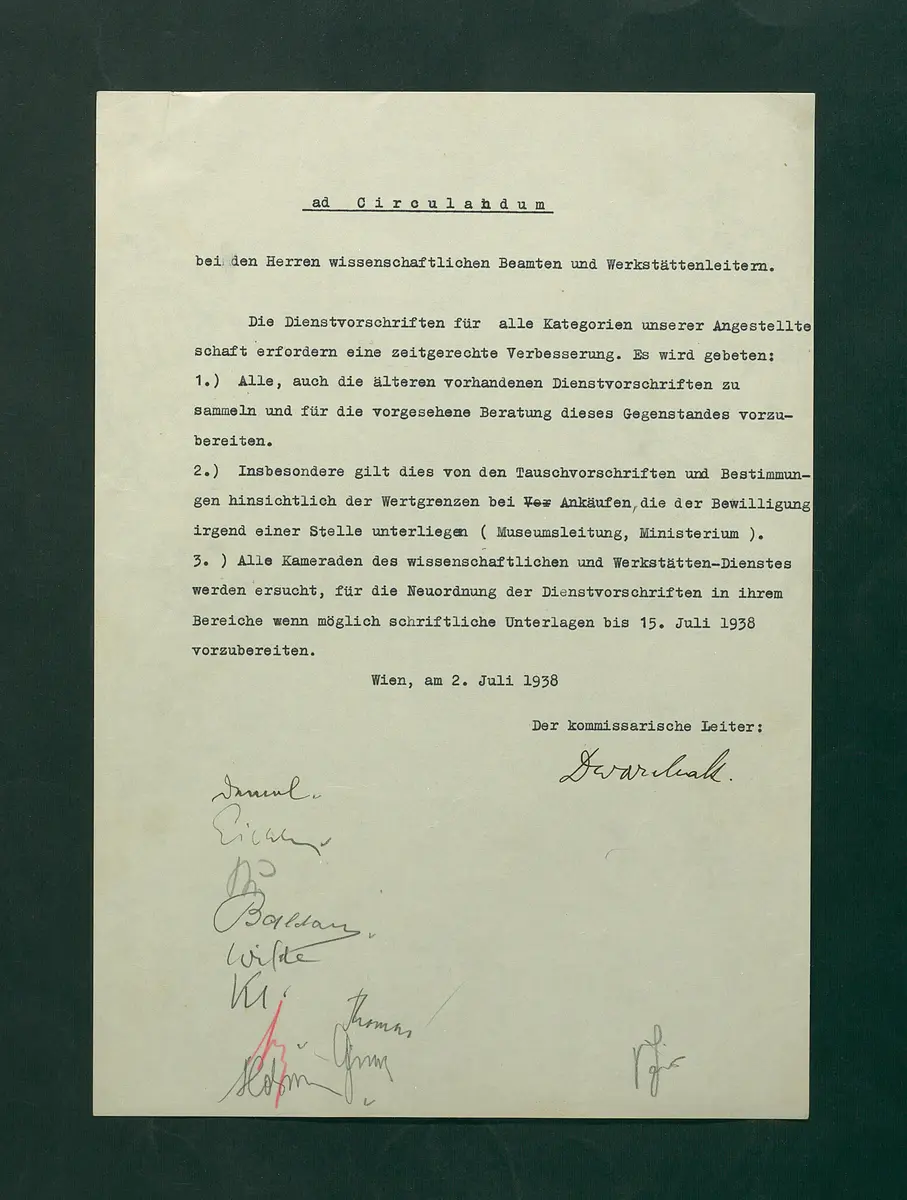 ad Circulandum
bei den Herren wissenschaftlichen Beamten und Werkstättenleitern.
Die Dienstvorschriften für alle Kategorien unserer Angestellte
schaft erfordern eine zeitgerechte Verbesserung. Es wird gebeten:
1.) Alle, auch die älteren vorhandenen Dienstvorschriften zu
sammeln und für die vorgesehene Beratung dieses Gegenstandes vorzu-
bereiten.
2.) Insbesondere gilt dies von den Tauschvorschriften und Bestimmun-
gen hinsichtlich der Wertgrenzen bei Ver Ankäufen, die der Bewilligung
irgend einer Stelle unterliegen ( Museumsleitung, Ministerium ).
3. ) Alle Kameraden des wissenschaftlichen und Werkstätten-Dienstes
werden ersucht, für die Neuordnung der Dienstvorschriften in ihrem
Bereiche wenn möglich schriftliche Unterlagen bis 15. Juli 1938
vorzubereiten.
Wien, am 2. Juli 1938
Der kommissarische Leiter:
Dworschak.
Wilde
Kl.
Thomas